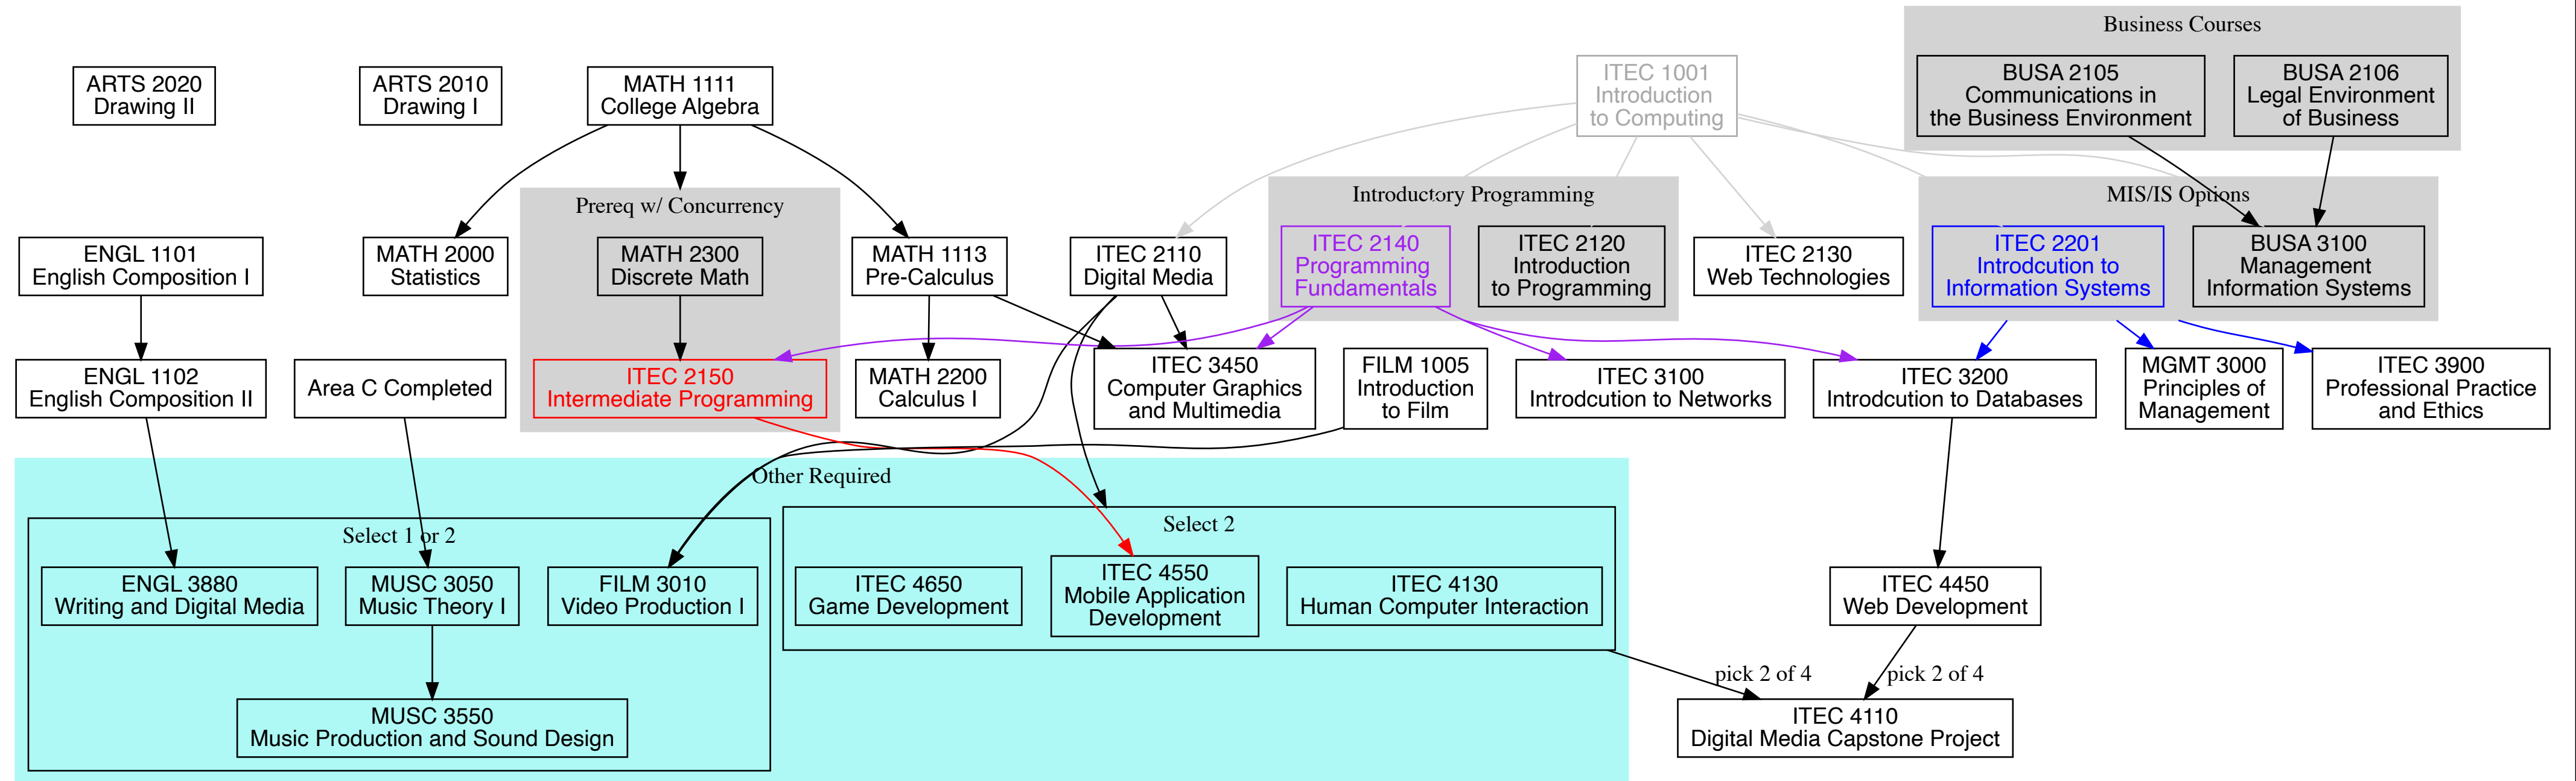 Business Courses
ARTS 2020
Drawing II
ARTS 2010
Drawing I
MATH 1111
College Algebra
ITEC 1001
Introduction
to Computing
BUSA 2105
Communications in
the Business Environment
BUSA 2106
Legal Environment
of Business
Prereq w/ Concurrency
Introductory Programming
MIS/IS Options
ENGL 1101
English Composition I
MATH 2000
Statistics
MATH 2300
Discrete Math
MATH 1113
Pre-Calculus
ITEC 2110
Digital Media
ITEC 2140
Programming
Fundamentals
ITEC 2120
Introduction
to Programming
ITEC 2130
Web Technologies
ITEC 2201
Introdcution to
Information Systems
BUSA 3100
Management
Information Systems
ENGL 1102
English Composition II
Area C Completed
ITEC 2150
Intermediate Programming
MATH 2200
Calculus I
ITEC 3450
Computer Graphics
and Multimedia
FILM 1005
Introduction
to Film
ITEC 3100
Introdcution to Networks
ITEC 3200
Introdcution to Databases
MGMT 3000
Principles of
Management
ITEC 3900
Professional Practice
and Ethics
Other Required
Select 1 or 2
Select 2
ENGL 3880
Writing and Digital Media
MUSC 3050
Music Theory I
FILM 3010
Video Production I
ITEC 4650
Game Development
ITEC 4550
Mobile Application
Development
ITEC 4130
Human Computer Interaction
ITEC 4450
Web Development
pick 2 of 4
pick 2 of 4
MUSC 3550
Music Production and Sound Design
ITEC 4110
Digital Media Capstone Project